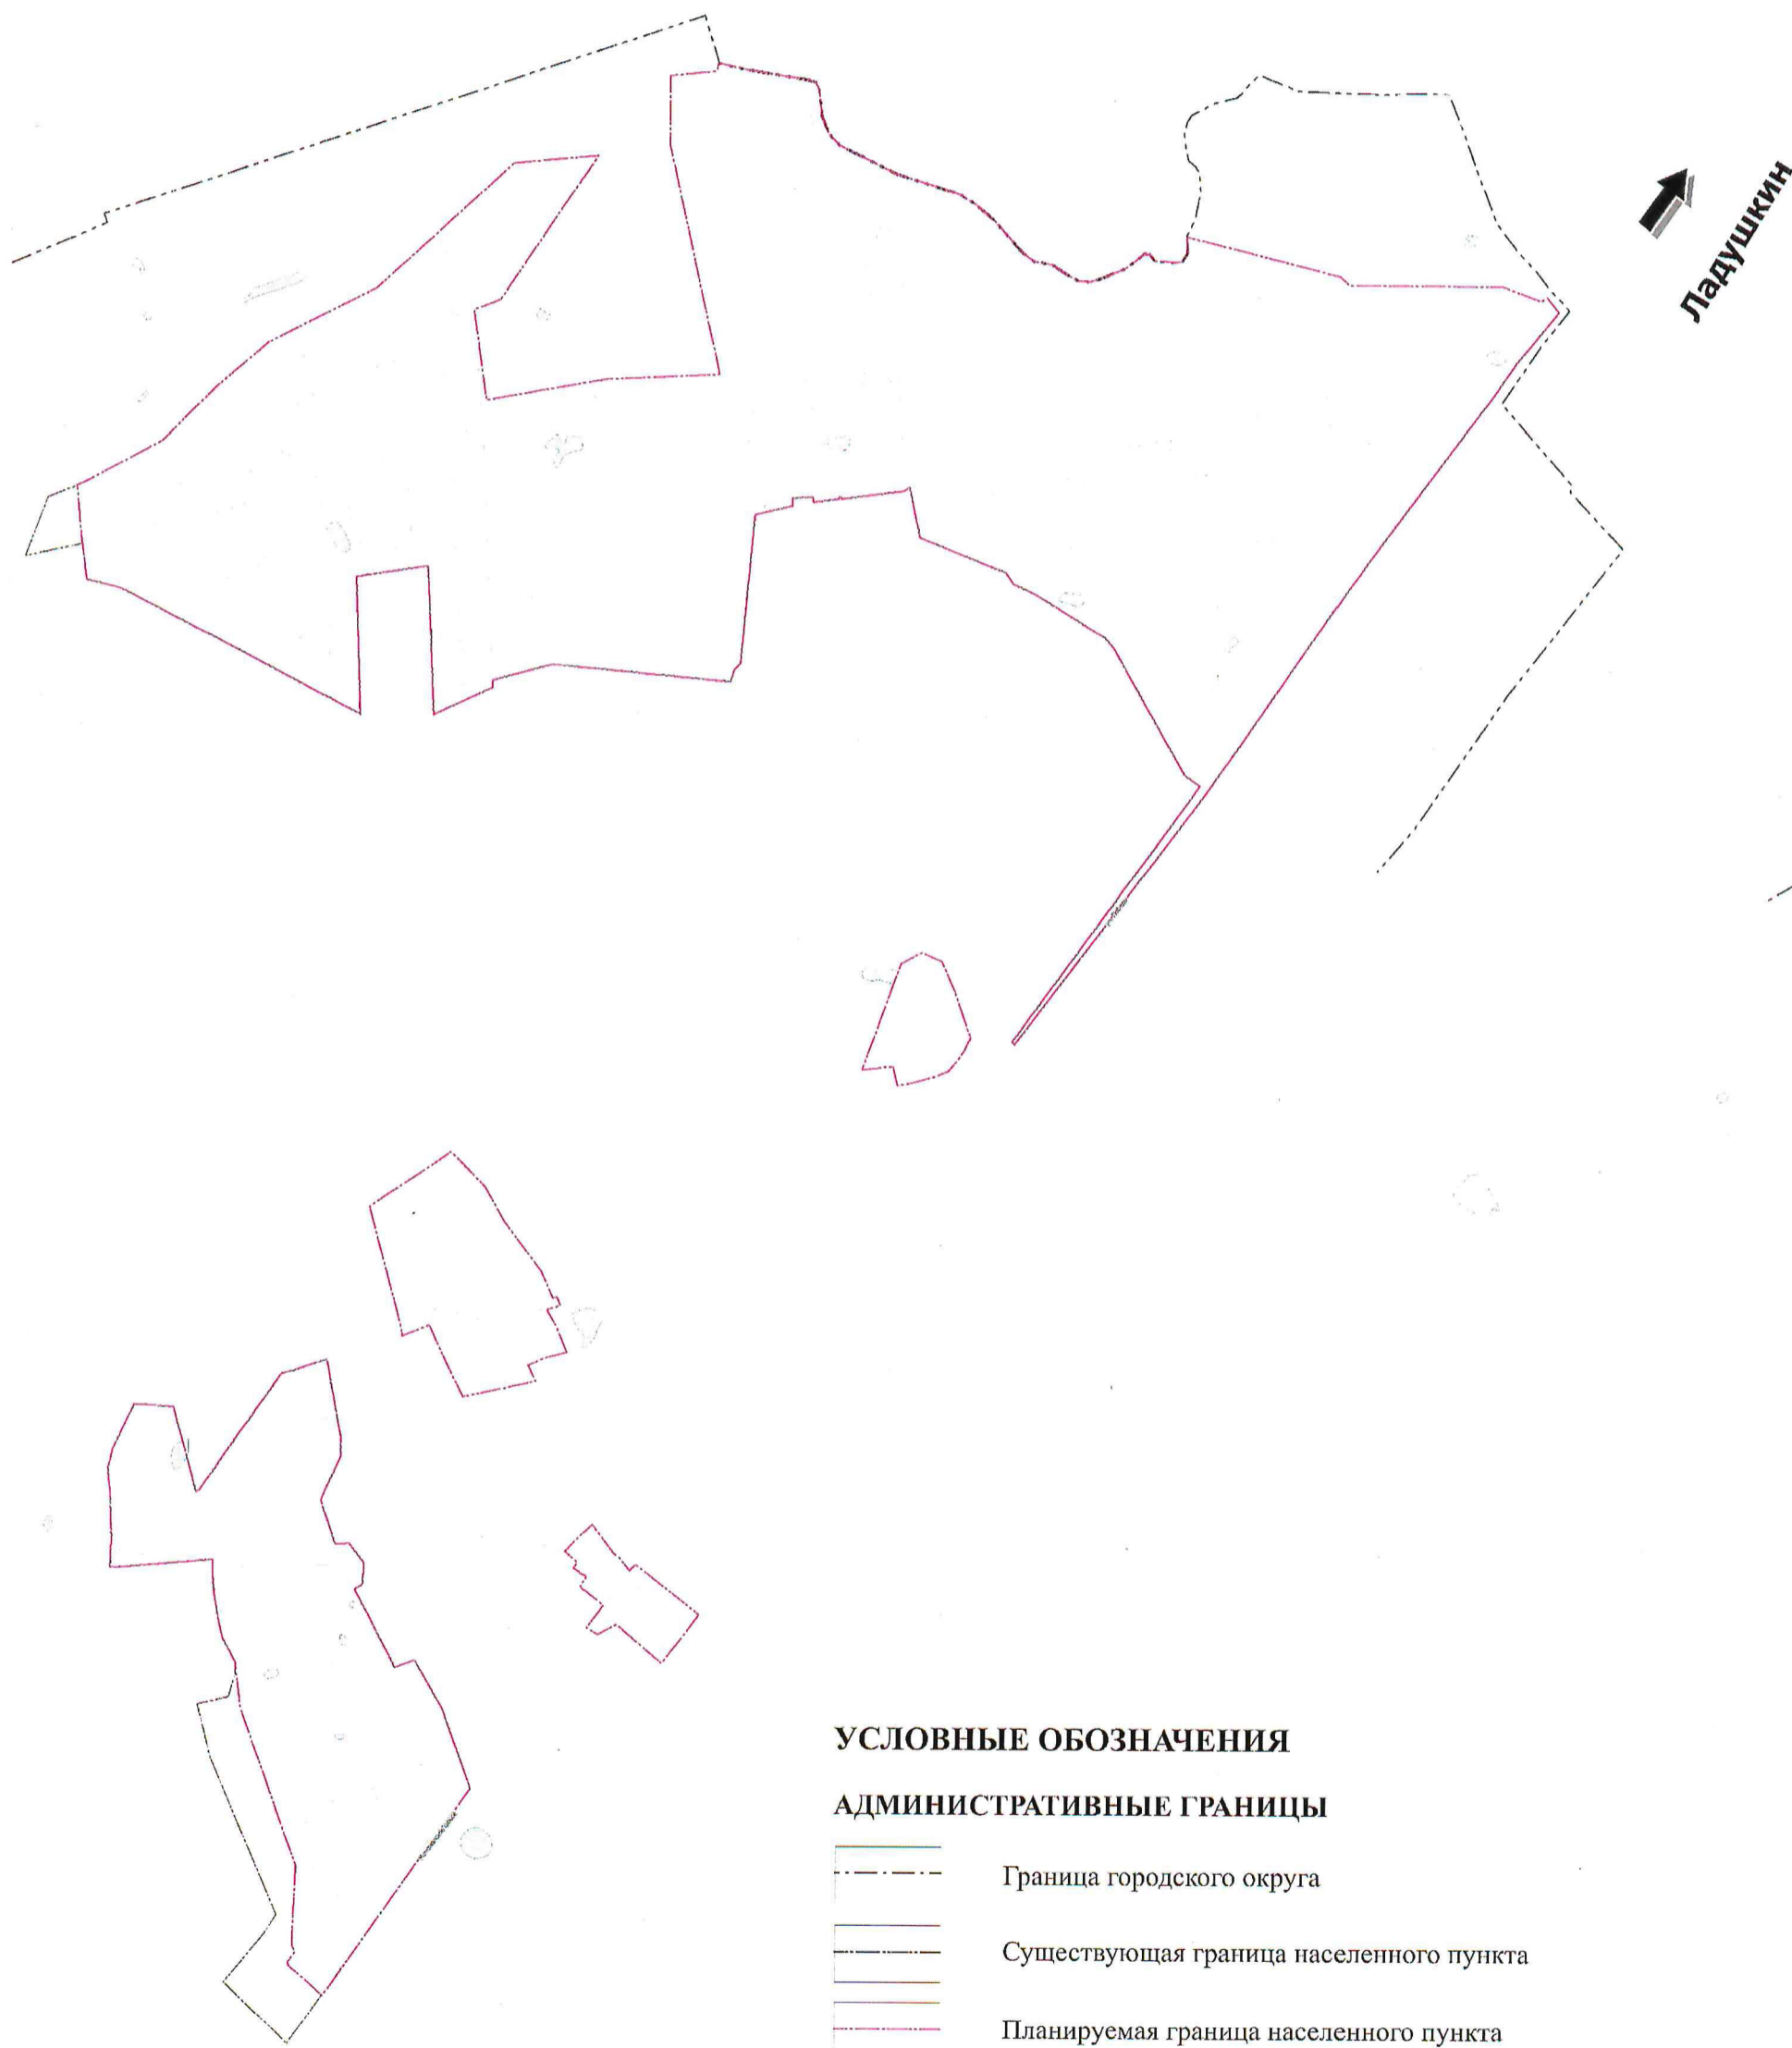 Ладушкин
УСЛОВНЫЕ ОБОЗНАЧЕНИЯ
АДМИНИСТРАТИВНЫЕ ГРАНИЦЫ
Граница городского округа
Существующая граница населенного пункта
Планируемая граница населенного пункта